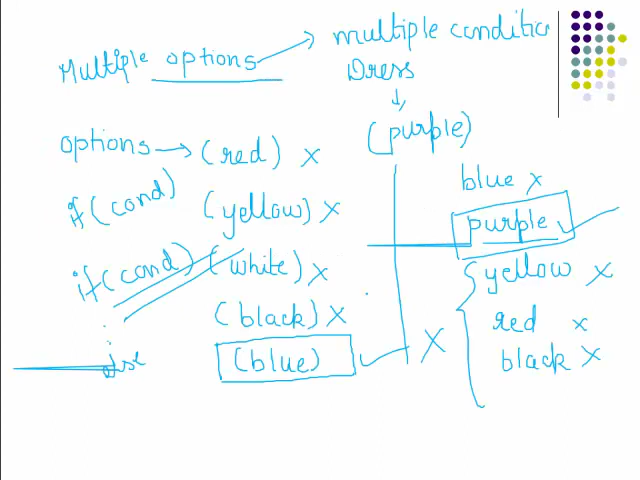 Multiple options → multiple conditio
Dress
↓
(purple)
options → (red) x
if(cond) (yellow) x
if(cond) (white) x
(black) x
else (blue) ✓ X
blue x
purple ✓
yellow x
red x
black x